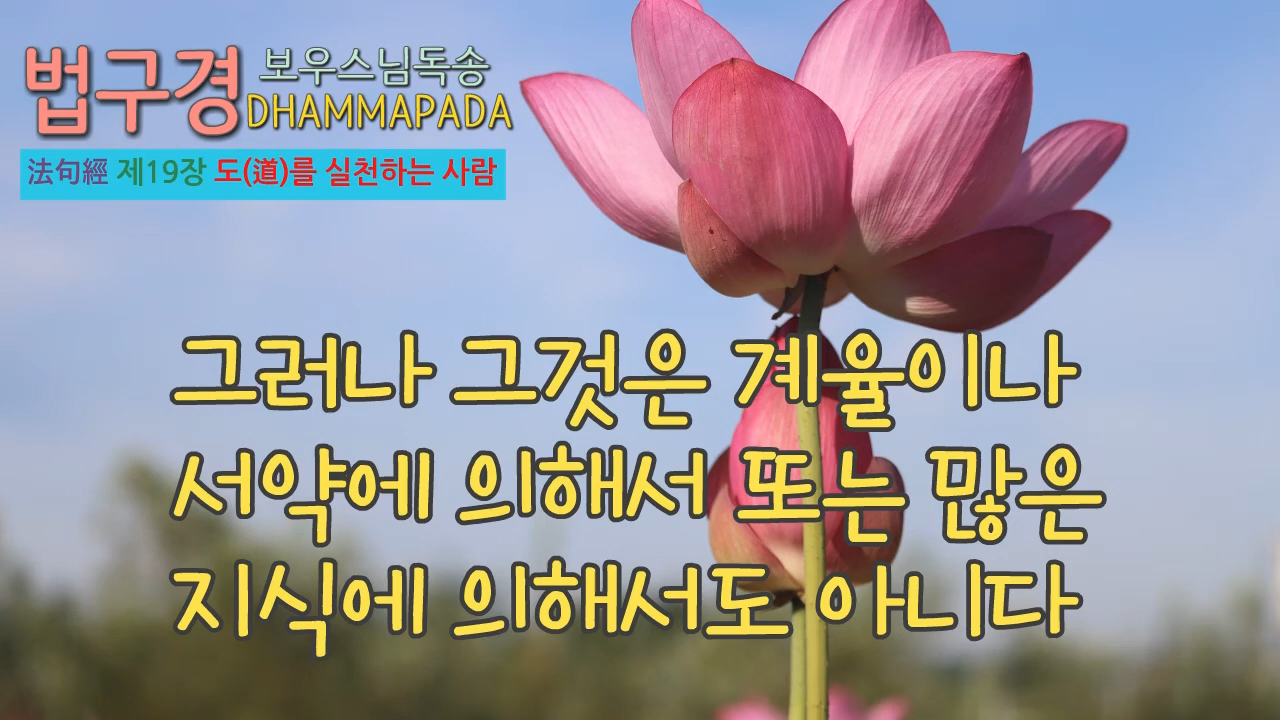 법구경
보우스님독송
DHAMMAPADA
法句經 제19장 도(道)를 실천하는 사람
그러나 그것은 계율이나
서약에 의해서 또는 많은
지식에 의해서도 아니다